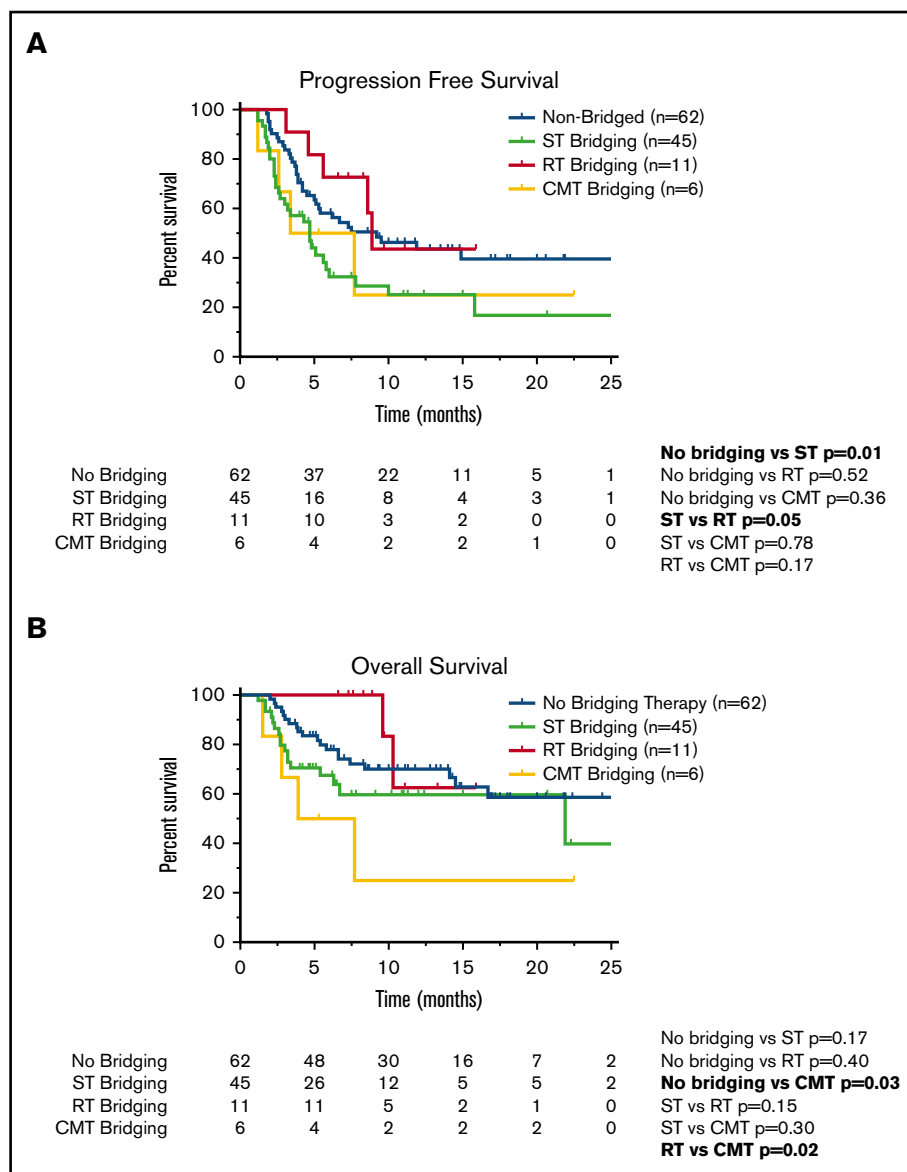 A
Progression Free Survival
Non-Bridged (n=62)
ST Bridging (n=45)
RT Bridging (n=11)
CMT Bridging (n=6)
Percent survival
100
80
60
40
20
0
0 5 10 15 20 25
Time (months)
No bridging vs ST p=0.01
No Bridging 62 37 22 11 5 1 No bridging vs RT p=0.52
ST Bridging 45 16 8 4 3 1 No bridging vs CMT p=0.36
RT Bridging 11 10 3 2 0 0 ST vs RT p=0.05
CMT Bridging 6 4 2 2 1 0 ST vs CMT p=0.78
RT vs CMT p=0.17
B
Overall Survival
No Bridging Therapy (n=62)
ST Bridging (n=45)
RT Bridging (n=11)
CMT Bridging (n=6)
Percent survival
100
80
60
40
20
0
0 5 10 15 20 25
Time (months)
No bridging vs ST p=0.17
No Bridging 62 48 30 16 7 2 No bridging vs RT p=0.40
ST Bridging 45 26 12 5 5 2 No bridging vs CMT p=0.03
RT Bridging 11 11 5 2 1 0 ST vs RT p=0.15
CMT Bridging 6 4 2 2 2 0 ST vs CMT p=0.30
RT vs CMT p=0.02